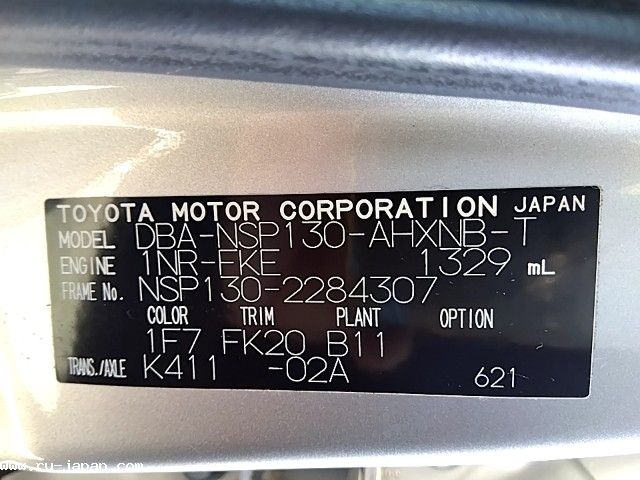 TOYOTA MOTOR CORPORATION JAPAN
MODEL DBA-NSP130-AHXNB-T
ENGINE 1NR-FKE 1329 mL
FRAME No. NSP130-2284307
COLOR TRIM PLANT OPTION
1F7 FK20 B11
TRANS./AXLE K411 -02A 621
www.ru-japan.com